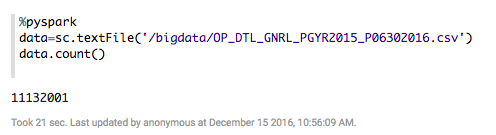 %pyspark
data=sc.textFile('/bigdata/OP_DTL_GNRL_PGYR2015_P06302016.csv')
data.count()
11132001
Took 21 sec. Last updated by anonymous at December 15 2016, 10:56:09 AM.